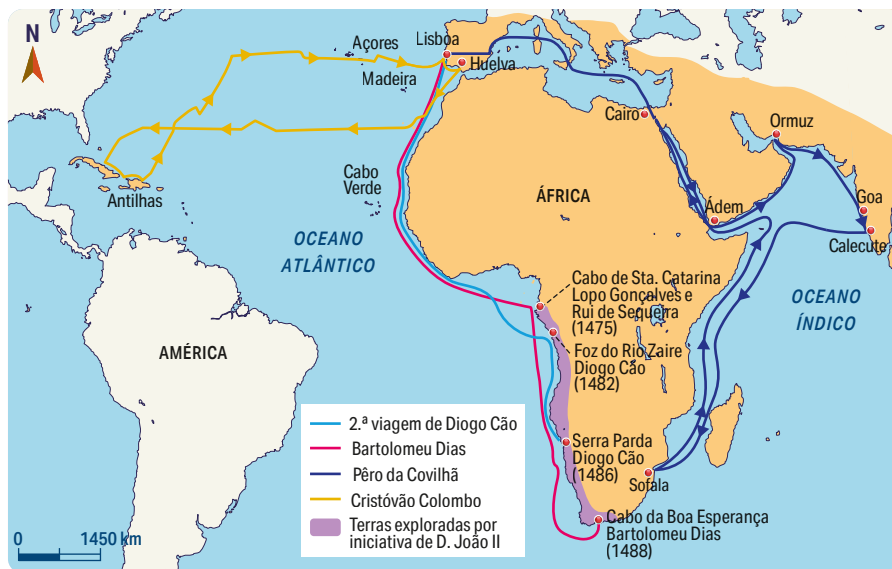 N
Açores
Lisboa
Madeira
Huelva
Cairo
Ormuz
Cabo
Verde
Antilhas
ÁFRICA
Ádem
Goa
Calecute
OCEANO
ATLÂNTICO
OCEANO
ÍNDICO
Cabo de Sta. Catarina
Lopo Gonçalves e
Rui de Sequeira
(1475)
AMÉRICA
Foz do Rio Zaire
Diogo Cão
(1482)
Serra Parda
Diogo Cão
(1486)
Sofala
Cabo da Boa Esperança
Bartolomeu Dias
(1488)
2.ª viagem de Diogo Cão
Bartolomeu Dias
Pêro da Covilhã
Cristóvão Colombo
Terras exploradas por
iniciativa de D. João II
0 1450 km